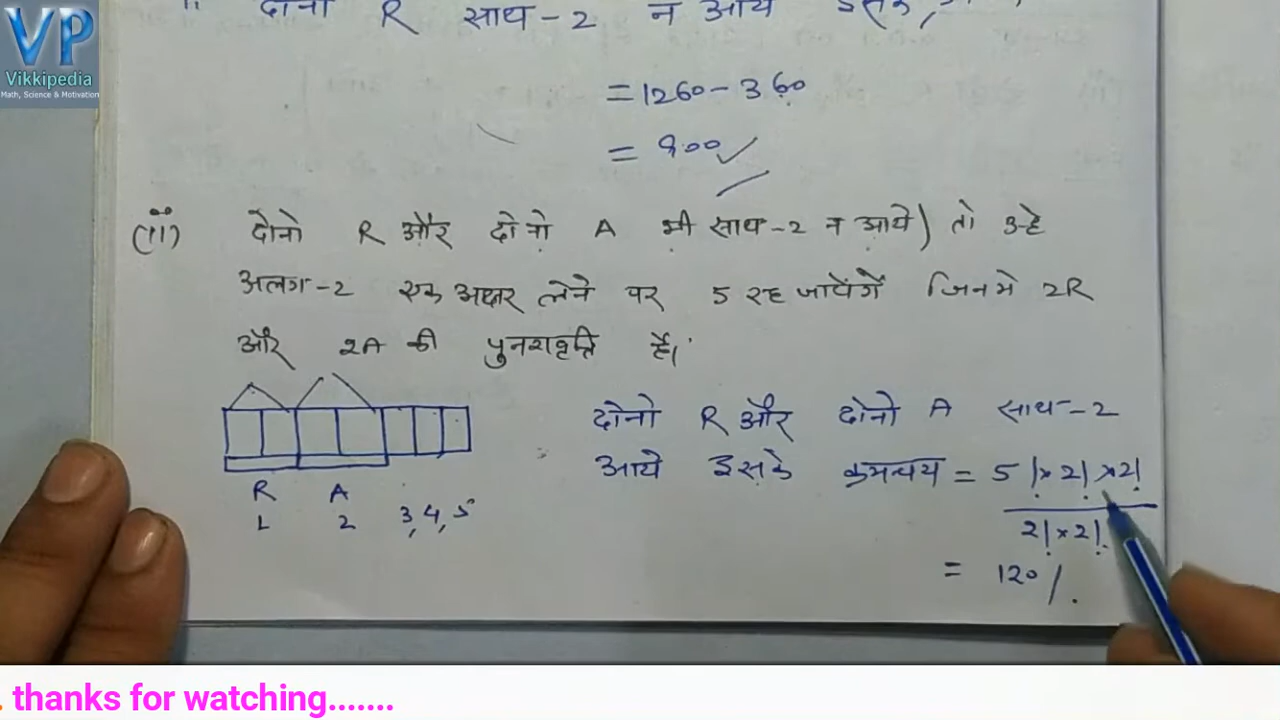 VP
Vikkipedia
Math, Science & Motivation
दोनो R साथ-2 न आये इसके
= 1260 - 360
= 900 ✓
(ii) दोनो R और दोनो A भी साथ-2 न आये) तो उन्हे
अलग-2 एक अक्षर लेने पर 5 रह जायेंगें जिनमे 2R
और 2A की पुनरावृत्ति है।
R A
1 2 3,4,5
दोनो R और दोनो A साथ-2
आये इसके क्रमचय = 5! × 2! × 2!
2! × 2!
= 120
. thanks for watching.......